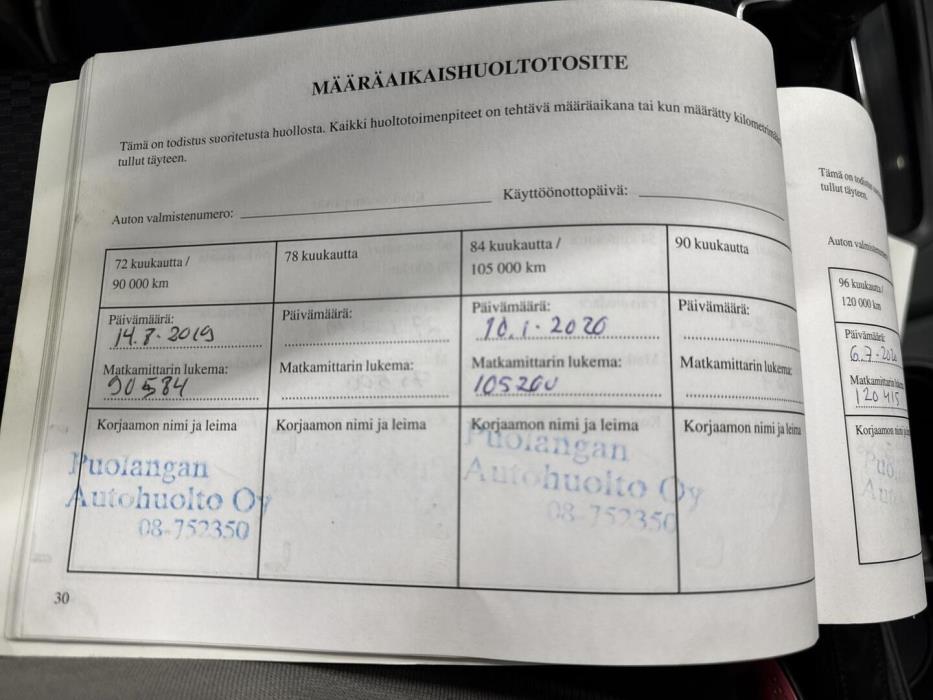 MÄÄRÄAIKAISHUOLTOTOSITE
Tämä on todistus suoritetusta huollosta. Kaikki huoltotoimenpiteet on tehtävä määräaikana tai kun määrätty
tullut täyteen.
Auton valmistenumero:
Käyttöönottopäivä:
72 kuukautta /
90 000 km
Päivämäärä:
14.8.2019
Matkamittarin lukema:
90584
Korjaamon nimi ja leima
Puolangan
Autohuolto Oy
08-752350
78 kuukautta
Päivämäärä:
Matkamittarin lukema:
Korjaamon nimi ja leima
84 kuukautta /
105 000 km
Päivämäärä:
10.1.2020
Matkamittarin lukema:
105200
Korjaamon nimi ja leima
Puolangan
Autohuolto Oy
08-752350
90 kuukautta
Päivämäärä:
Matkamittarin lukema:
Korjaamon nimi ja leima
30
Tämä on
tullut täyteen.
Auton
96 kuukautta/
120 000 km
Päivämäärä:
6.7.2020
Matkamittarin
120415
Korjaamon